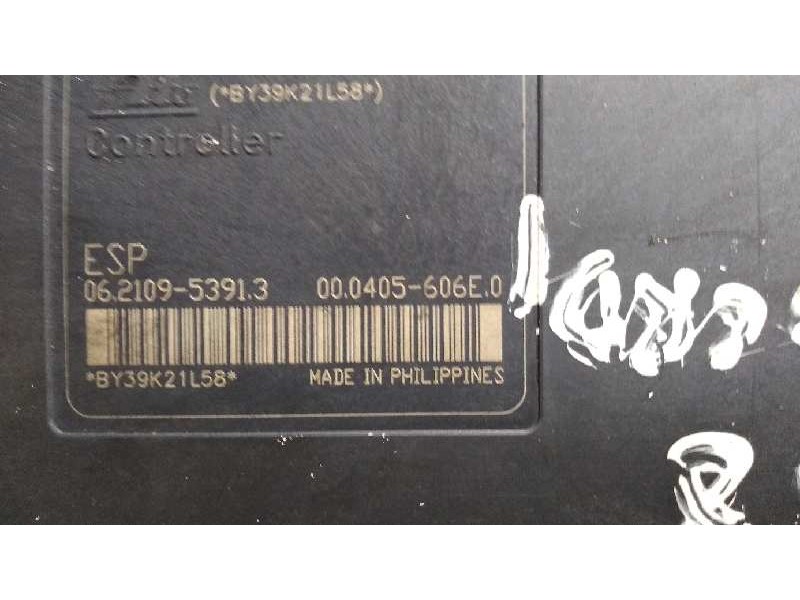 (*BY39K21L58*)
Controller
ESP
06.2109-5391.3 00.0405-606E.0
*BY39K21L58* MADE IN PHILIPPINES